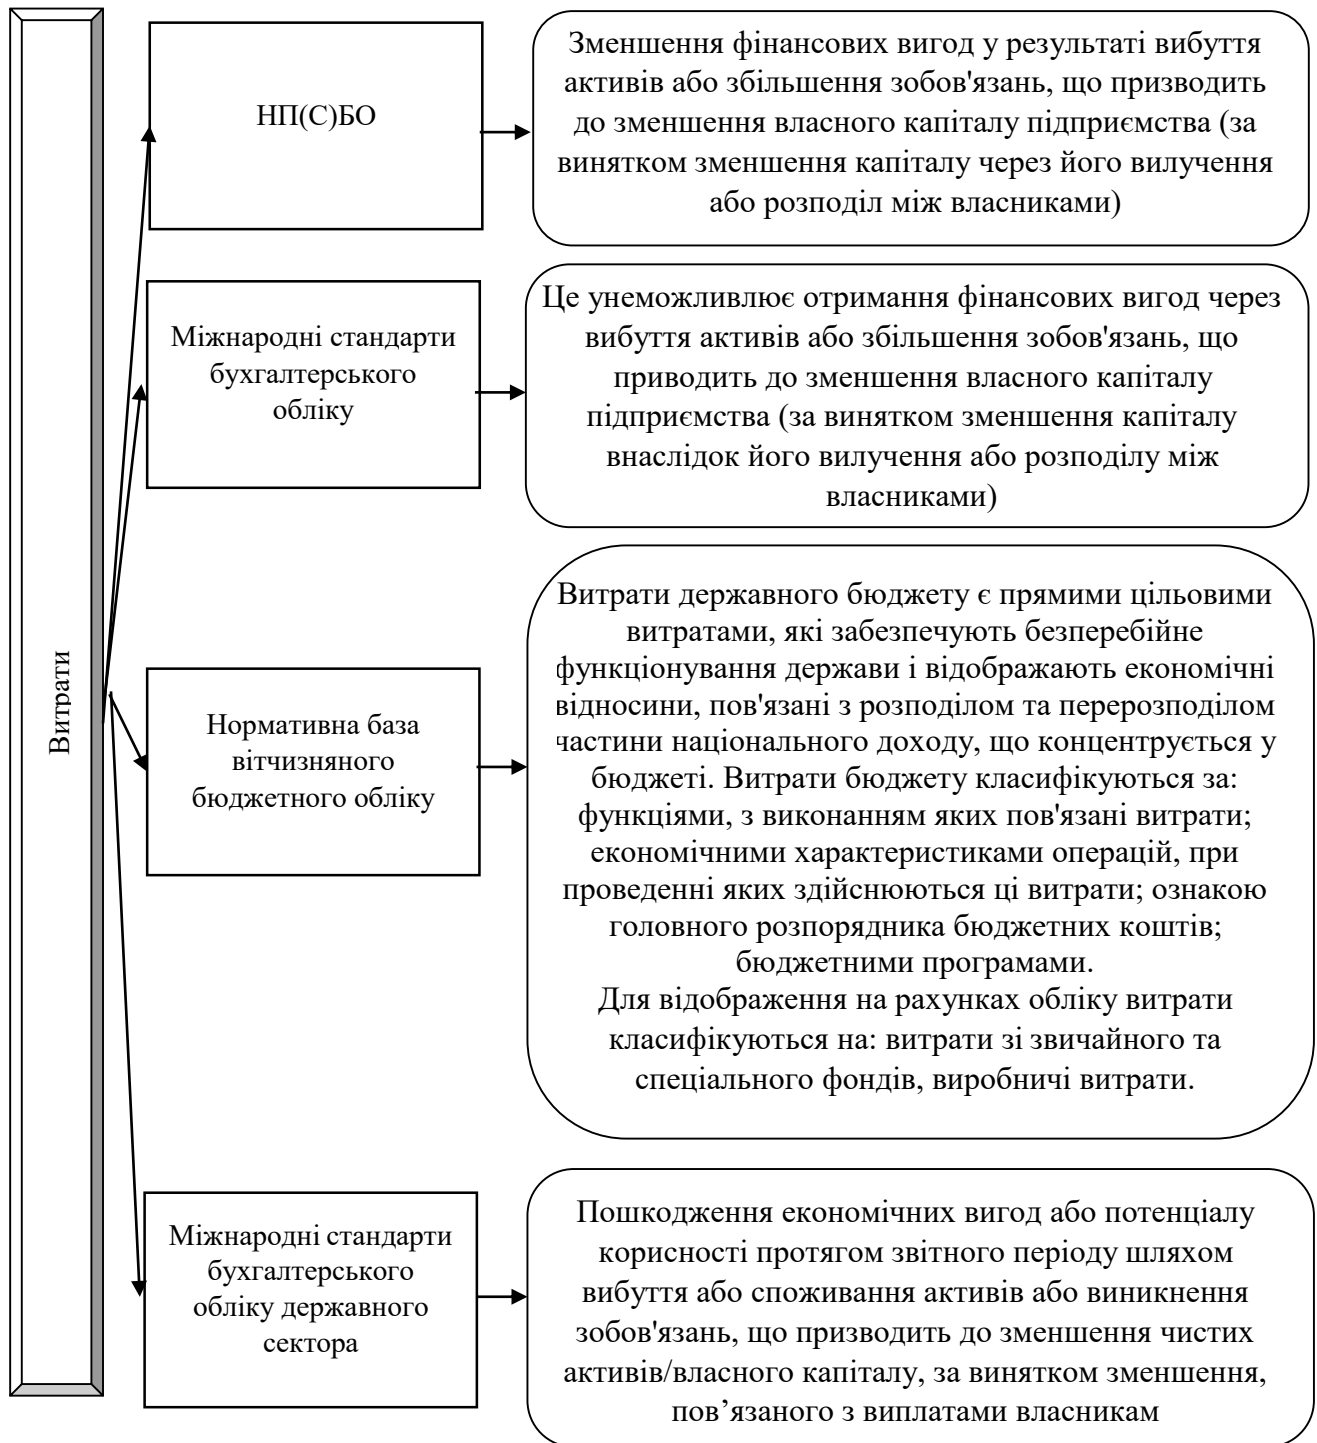 Витрати
НП(С)БО
Зменшення фінансових вигод у результаті вибуття
активів або збільшення зобов'язань, що призводить
до зменшення власного капіталу підприємства (за
винятком зменшення капіталу через його вилучення
або розподіл між власниками)
Міжнародні стандарти
бухгалтерського
обліку
Це унеможливлює отримання фінансових вигод через
вибуття активів або збільшення зобов'язань, що
приводить до зменшення власного капіталу
підприємства (за винятком зменшення капіталу
внаслідок його вилучення або розподілу між
власниками)
Нормативна база
вітчизняного
бюджетного обліку
Витрати державного бюджету є прямими цільовими
витратами, які забезпечують безперебійне
функціонування держави і відображають економічні
відносини, пов'язані з розподілом та перерозподілом
частини національного доходу, що концентрується у
бюджеті. Витрати бюджету класифікуються за:
функціями, з виконанням яких пов'язані витрати;
економічними характеристиками операцій, при
проведенні яких здійснюються ці витрати; ознакою
головного розпорядника бюджетних коштів;
бюджетними програмами.
Для відображення на рахунках обліку витрати
класифікуються на: витрати зі звичайного та
спеціального фондів, виробничі витрати.
Міжнародні стандарти
бухгалтерського
обліку державного
сектора
Пошкодження економічних вигод або потенціалу
корисності протягом звітного періоду шляхом
вибуття або споживання активів або виникнення
зобов'язань, що призводить до зменшення чистих
активів/власного капіталу, за винятком зменшення,
пов’язаного з виплатами власникам